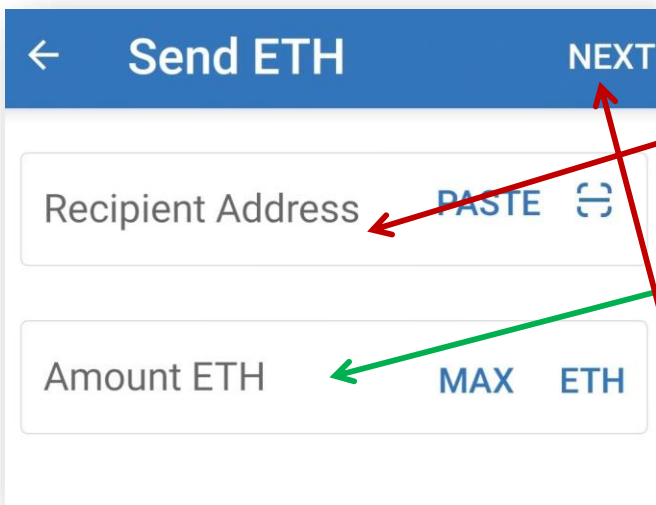 Send ETH NEXT
Recipient Address PASTE
Amount ETH MAX ETH